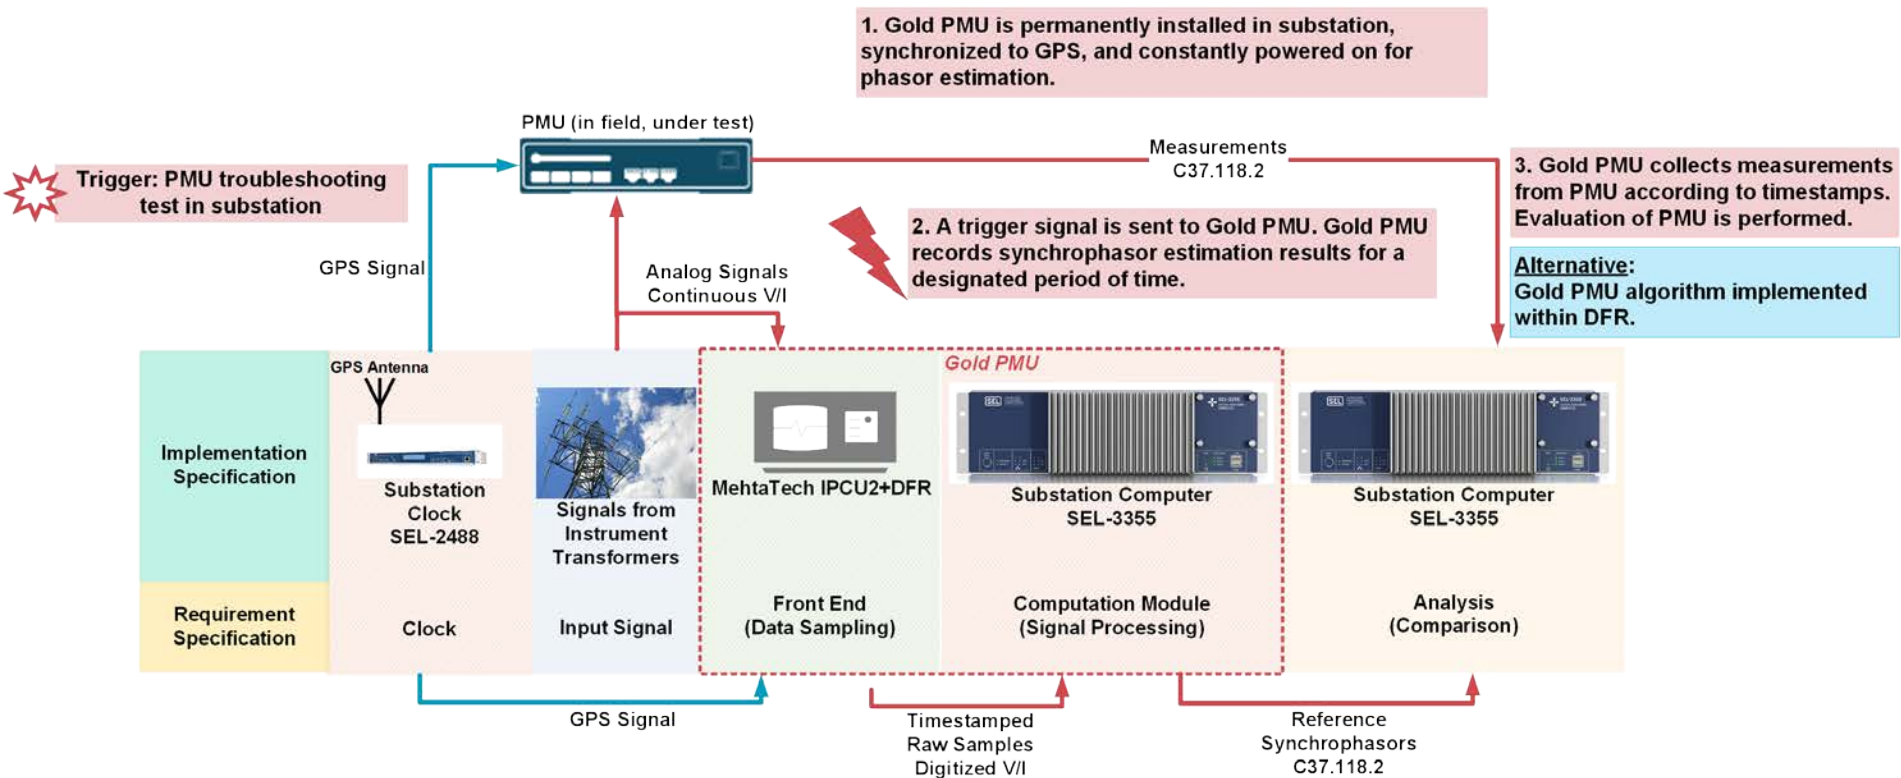 1. Gold PMU is permanently installed in substation,
synchronized to GPS, and constantly powered on for
phasor estimation.
PMU (in field, under test)
Measurements
C37.118.2
Trigger: PMU troubleshooting
test in substation
3. Gold PMU collects measurements
from PMU according to timestamps.
Evaluation of PMU is performed.
2. A trigger signal is sent to Gold PMU. Gold PMU
records synchrophasor estimation results for a
designated period of time.
GPS Signal
Analog Signals
Continuous V/I
Alternative:
Gold PMU algorithm implemented
within DFR.
GPS Antenna
Gold PMU
SEL
SEL
Implementation
Specification
Substation
Clock
SEL-2488
Signals from
Instrument
Transformers
MehtaTech IPCU2+DFR
Substation Computer
SEL-3355
Substation Computer
SEL-3355
Requirement
Specification
Clock
Input Signal
Front End
(Data Sampling)
Computation Module
(Signal Processing)
Analysis
(Comparison)
GPS Signal
Timestamped
Raw Samples
Digitized V/I
Reference
Synchrophasors
C37.118.2